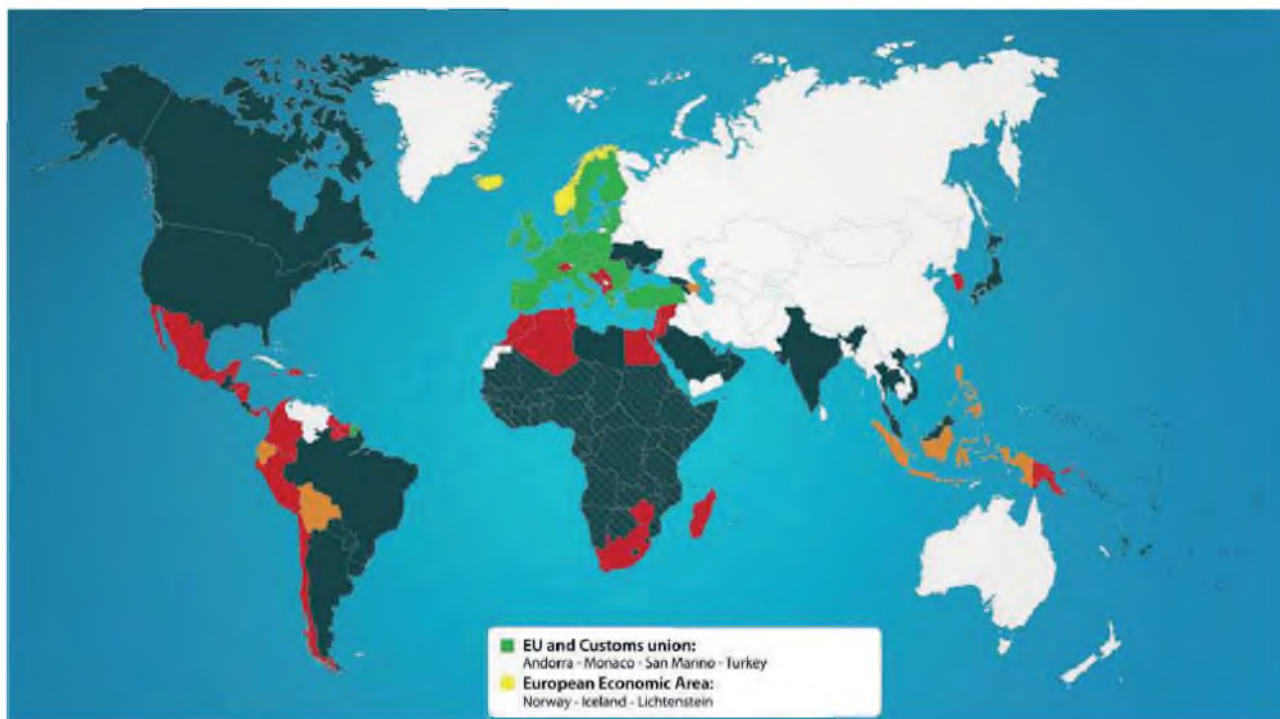 EU and Customs union:
Andorra - Monaco - San Marino - Turkey
European Economic Area:
Norway - Iceland - Lichtenstein